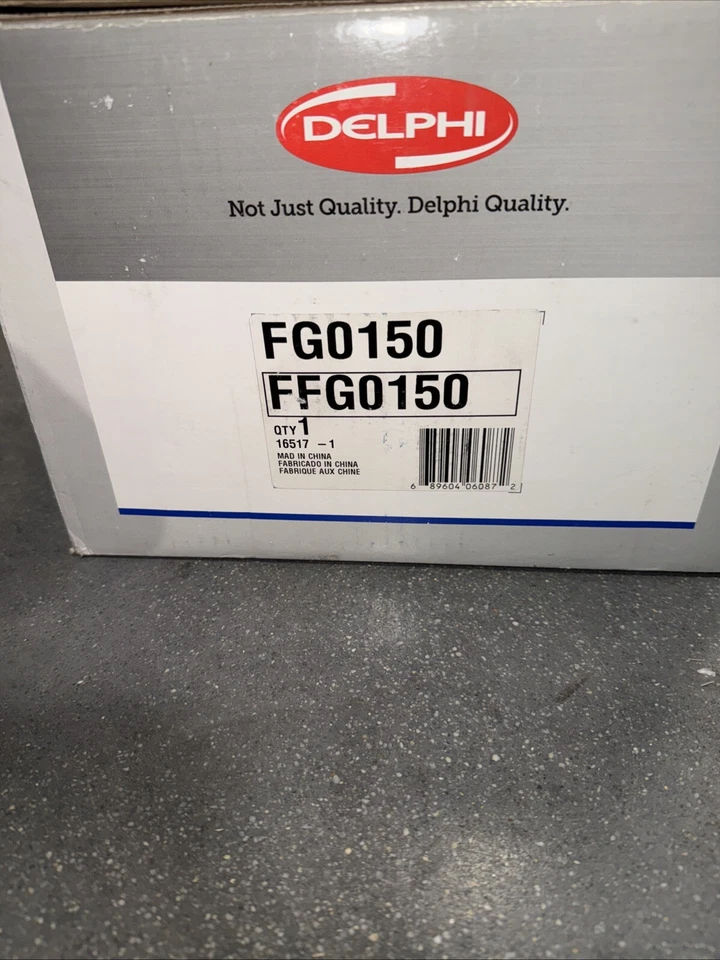 DELPHI
Not Just Quality. Delphi Quality.
FG0150
FFG0150
QTY 1
16517 -1
MAD IN CHINA
FABRICADO IN CHINA
FABRIQUE AUX CHINE
6 89604 06087 2